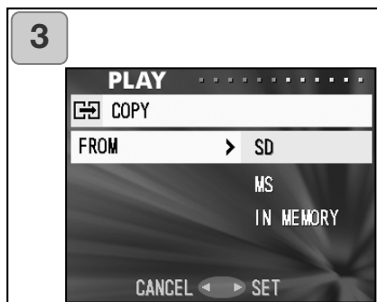 3
PLAY
COPY
FROM > SD
MS
IN MEMORY
CANCEL ◄ ► SET